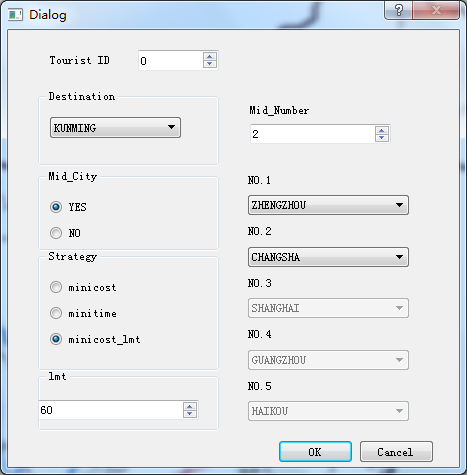 Dialog
?
Tourist ID
0
Destination
KUNMING
Mid_Number
2
Mid_City
YES
NO
NO.1
ZHENGZHOU
NO.2
CHANGSHA
Strategy
minicost
minitime
minicost_lmt
NO.3
SHANGHAI
NO.4
GUANGZHOU
lmt
60
NO.5
HAIKOU
OK
Cancel